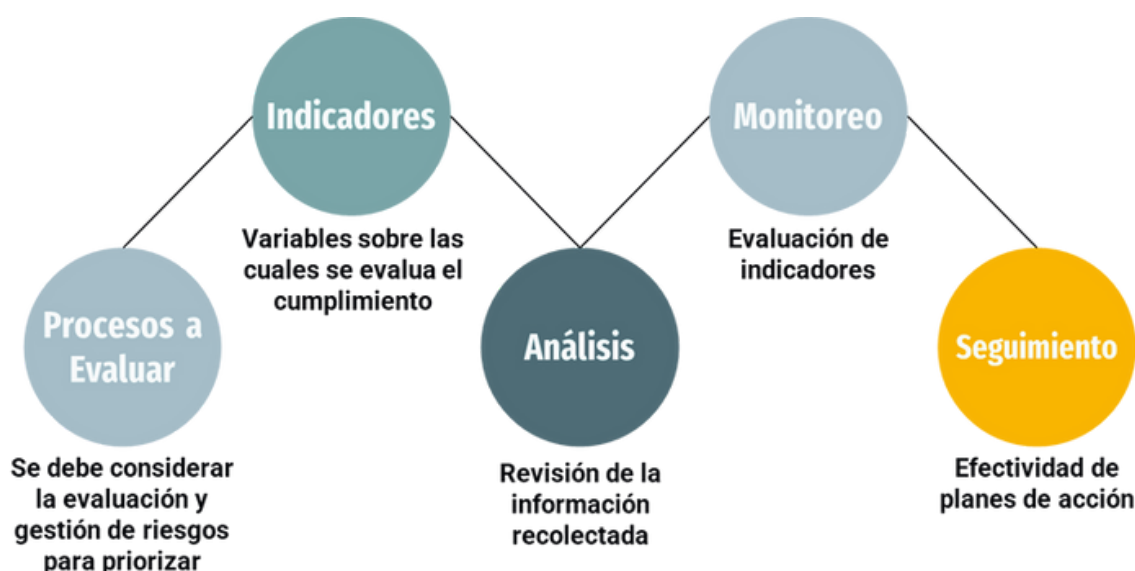 Procesos a
Evaluar
Se debe considerar
la evaluación y
gestión de riesgos
para priorizar
Indicadores
Variables sobre las
cuales se evalua el
cumplimiento
Análisis
Revisión de la
información
recolectada
Monitoreo
Evaluación de
indicadores
Seguimiento
Efectividad de
planes de acción